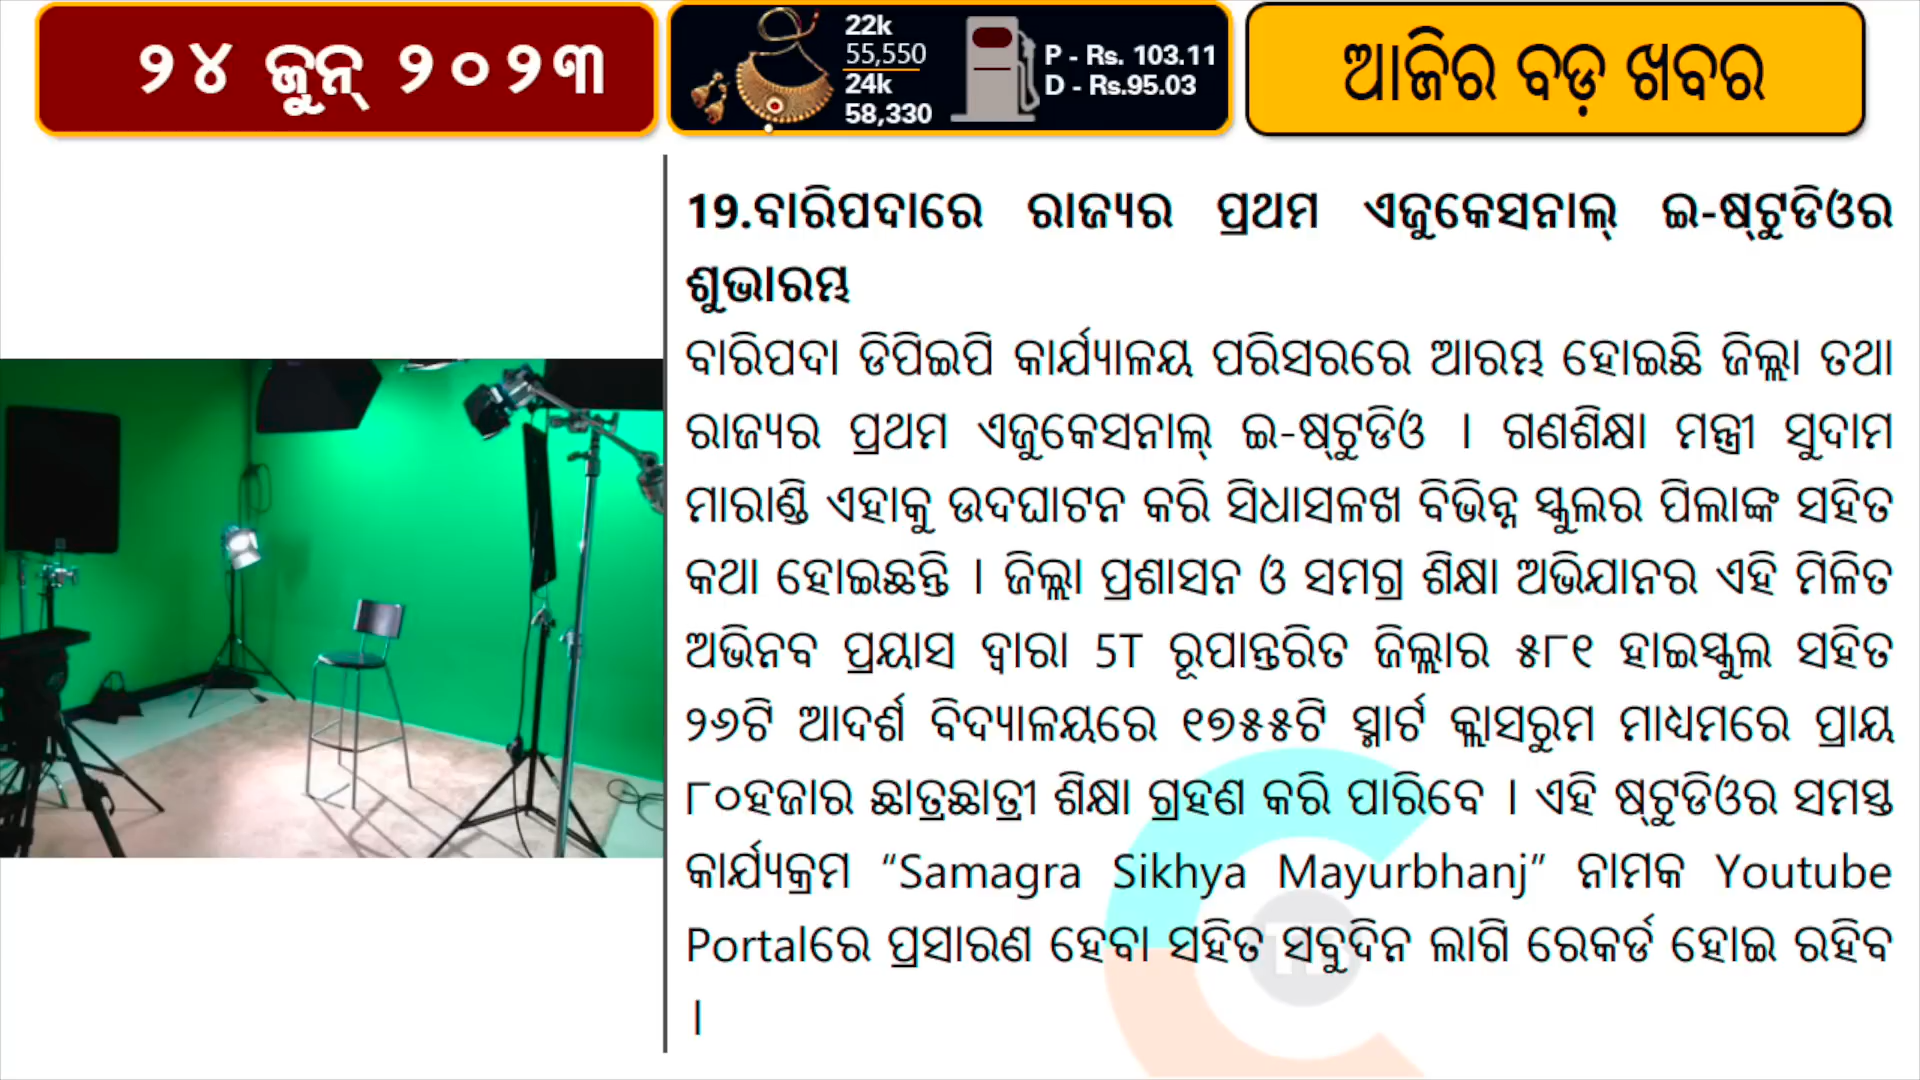 ୨୪ ଜୁନ୍ ୨୦୨୩
22k
55,550
24k
58,330
P - Rs. 103.11
D - Rs.95.03
ଆଜିର ବଡ଼ ଖବର
19.ବାରିପଦାରେ ରାଜ୍ୟର ପ୍ରଥମ ଏଜୁକେସନାଲ୍ ଇ-ଷ୍ଟୁଡିଓର
ଶୁଭାରମ୍ଭ
ବାରିପଦା ଡିପିଇପି କାର୍ଯ୍ୟାଳୟ ପରିସରରେ ଆରମ୍ଭ ହୋଇଛି ଜିଲ୍ଲା ତଥା
ରାଜ୍ୟର ପ୍ରଥମ ଏଜୁକେସନାଲ୍ ଇ-ଷ୍ଟୁଡିଓ । ଗଣଶିକ୍ଷା ମନ୍ତ୍ରୀ ସୁଦାମ
ମାରାଣ୍ଡି ଏହାକୁ ଉଦଘାଟନ କରି ସିଧାସଳଖ ବିଭିନ୍ନ ସ୍କୁଲର ପିଲାଙ୍କ ସହିତ
କଥା ହୋଇଛନ୍ତି । ଜିଲ୍ଲା ପ୍ରଶାସନ ଓ ସମଗ୍ର ଶିକ୍ଷା ଅଭିଯାନର ଏହି ମିଳିତ
ଅଭିନବ ପ୍ରୟାସ ଦ୍ୱାରା 5T ରୂପାନ୍ତରିତ ଜିଲ୍ଲାର ୫୮୧ ହାଇସ୍କୁଲ ସହିତ
୨୬ଟି ଆଦର୍ଶ ବିଦ୍ୟାଳୟରେ ୧୭୫୫ଟି ସ୍ମାର୍ଟ କ୍ଲାସରୁମ ମାଧ୍ୟମରେ ପ୍ରାୟ
୮୦ହଜାର ଛାତ୍ରଛାତ୍ରୀ ଶିକ୍ଷା ଗ୍ରହଣ କରି ପାରିବେ । ଏହି ଷ୍ଟୁଡିଓର ସମସ୍ତ
କାର୍ଯ୍ୟକ୍ରମ “Samagra Sikhya Mayurbhanj” ନାମକ Youtube
Portalରେ ପ୍ରସାରଣ ହେବା ସହିତ ସବୁଦିନ ଲାଗି ରେକର୍ଡ ହୋଇ ରହିବ
।